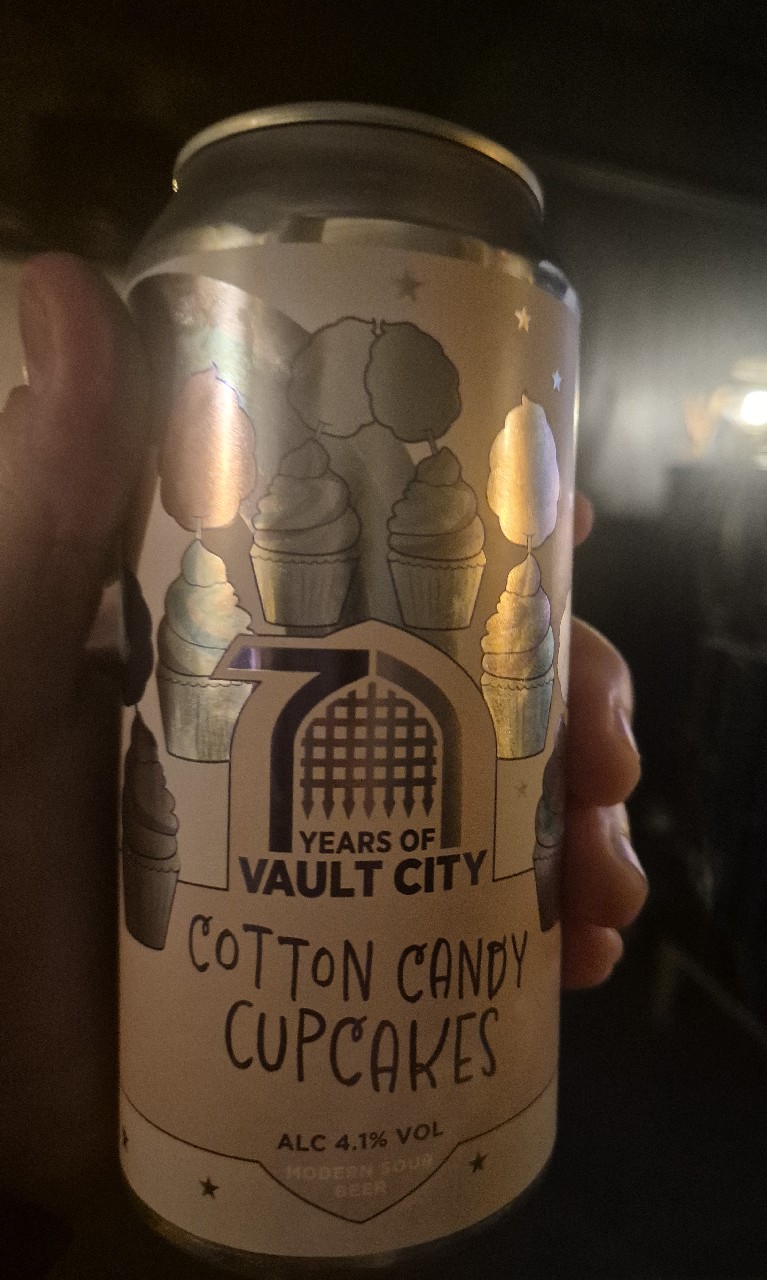 7
YEARS OF
VAULT CITY
COTTON CANDY
CUPCAKES
ALC 4.1% VOL
MODERN SOUR
BEER